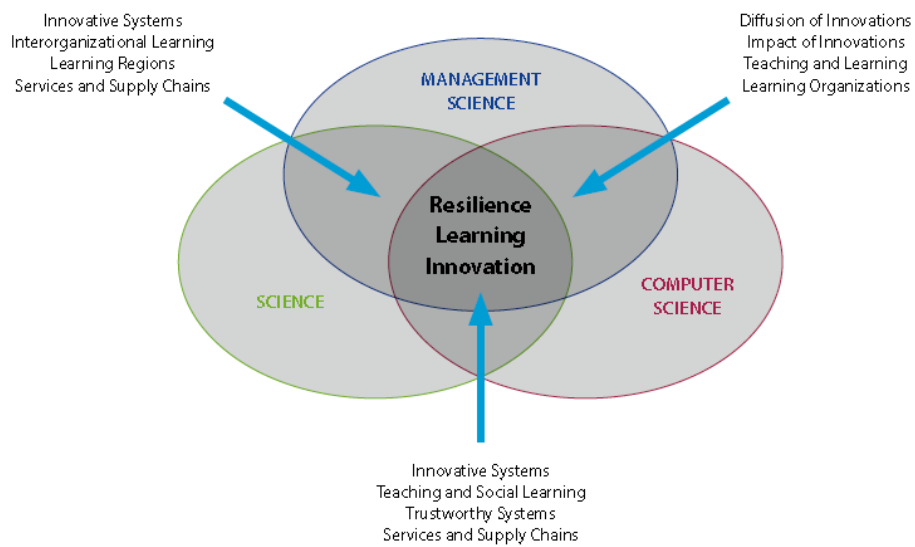 Innovative Systems
Interorganizational Learning
Learning Regions
Services and Supply Chains
Diffusion of Innovations
Impact of Innovations
Teaching and Learning
Learning Organizations
MANAGEMENT
SCIENCE
Resilience
Learning
Innovation
SCIENCE
COMPUTER
SCIENCE
Innovative Systems
Teaching and Social Learning
Trustworthy Systems
Services and Supply Chains